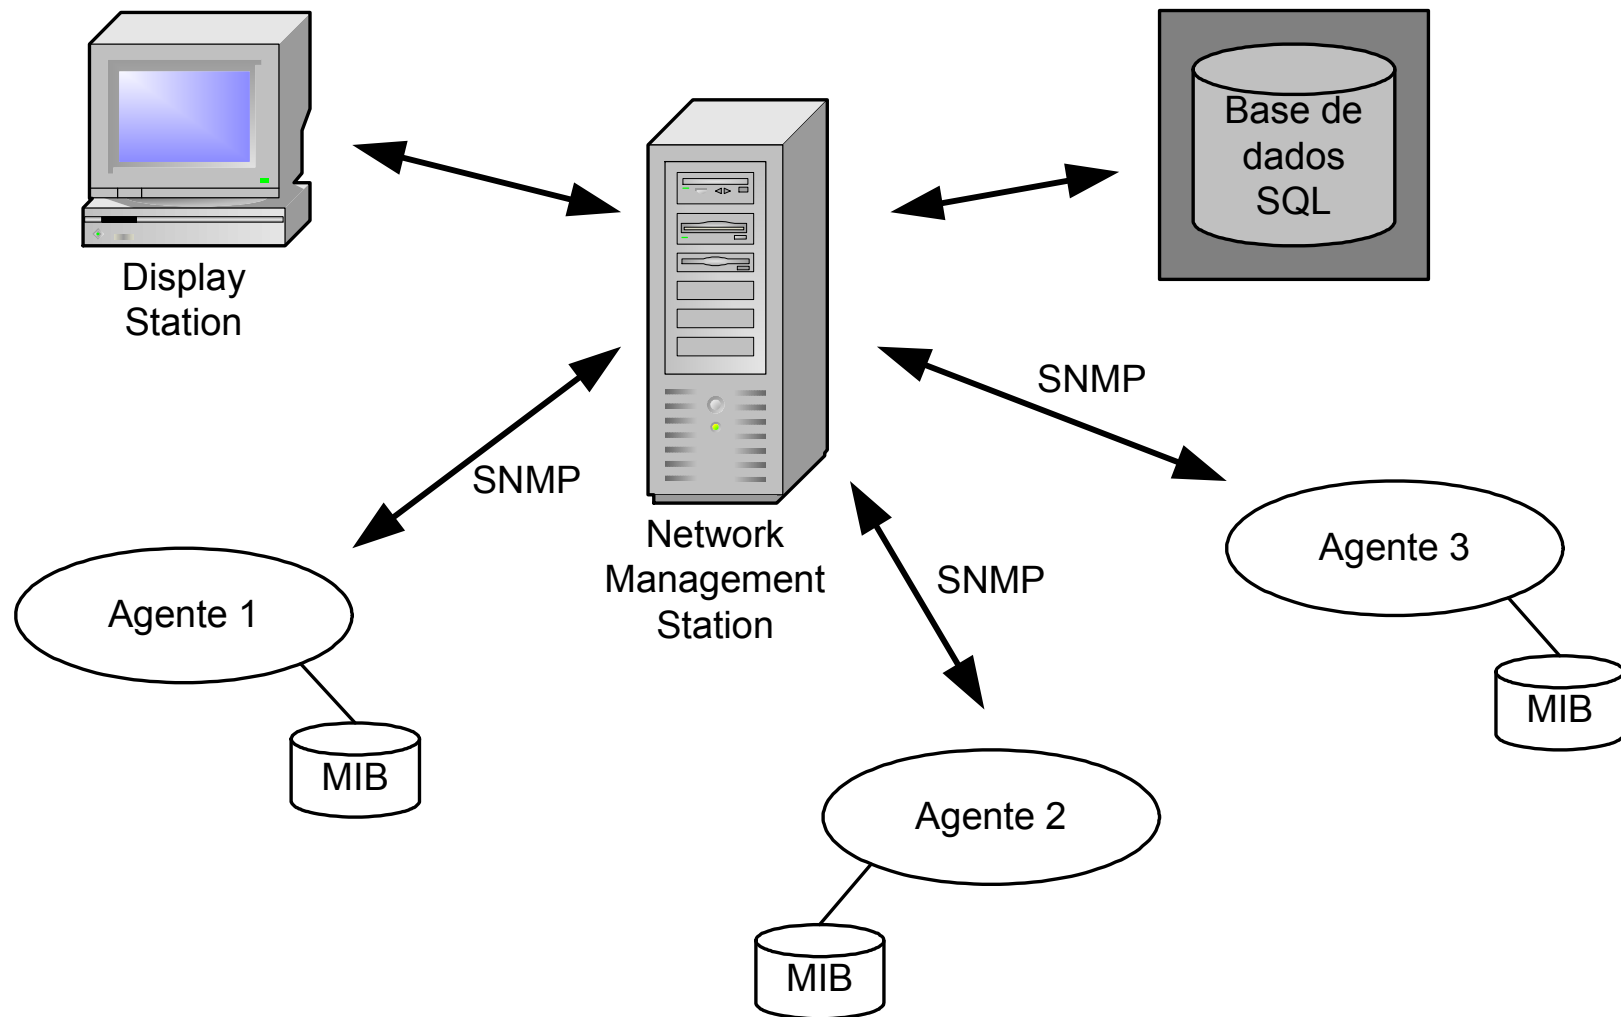 Base de
dados
SQL
Display
Station
SNMP
SNMP
Network
Management
Station
SNMP
Agente 3
Agente 1
MIB
MIB
Agente 2
MIB